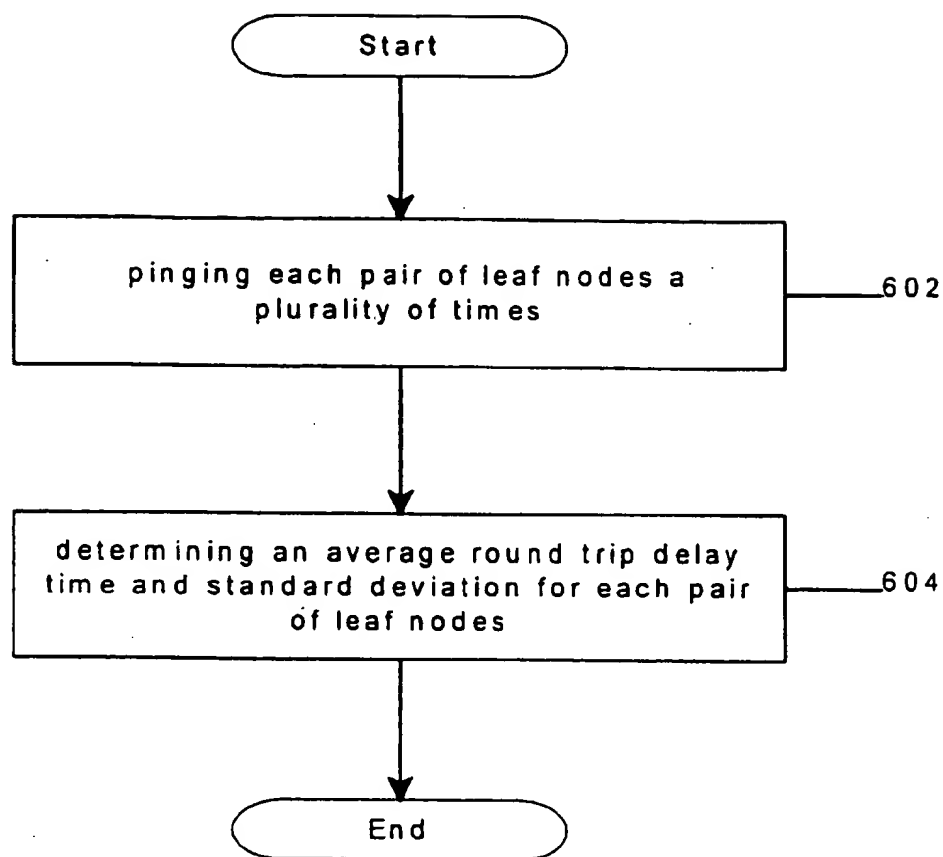 Start
pinging each pair of leaf nodes a
plurality of times
602
determining an average round trip delay
time and standard deviation for each pair
of leaf nodes
604
End